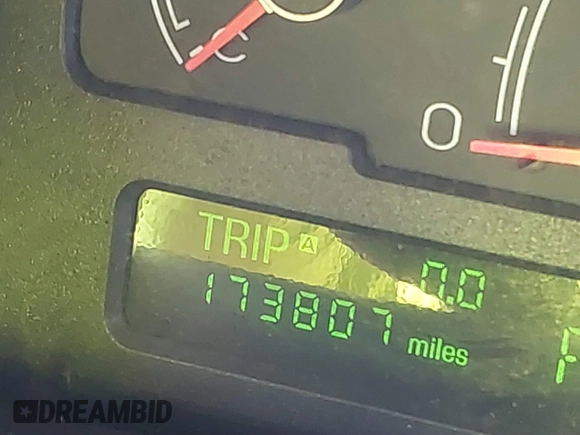 C
0
TRIP A 0.0
173807 miles
DREAMBID